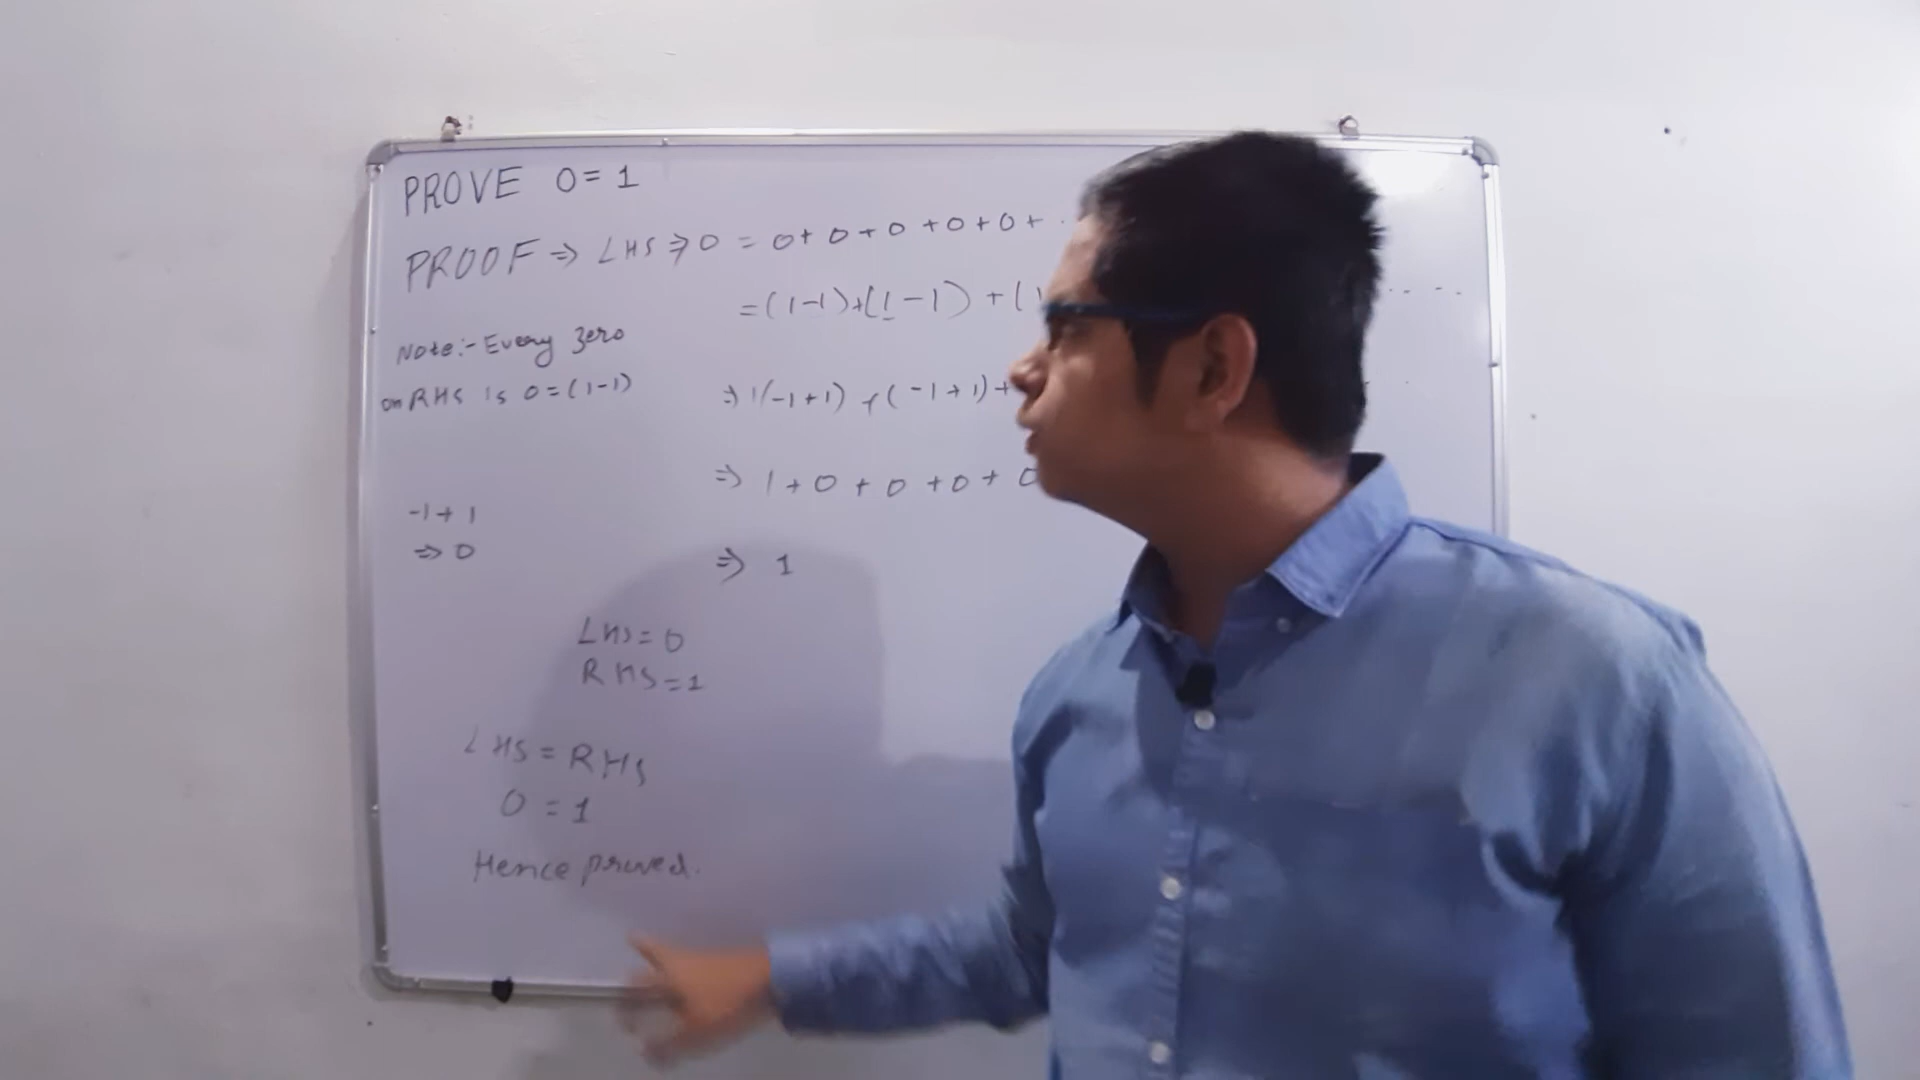 PROVE 0=1
PROOF ⇒ LHS ⇒ 0 = 0+0+0+0+0+ .
=(1-1)+(1-1)+(1 .. - ..
Note:- Every zero
on RHS is 0=(1-1)
⇒ 1(-1+1)+(-1+1)+
⇒ 1+0+0+0+0
-1+1
⇒ 0
⇒ 1
LHS=0
RHS=1
LHS=RHS
0=1
Hence proved.